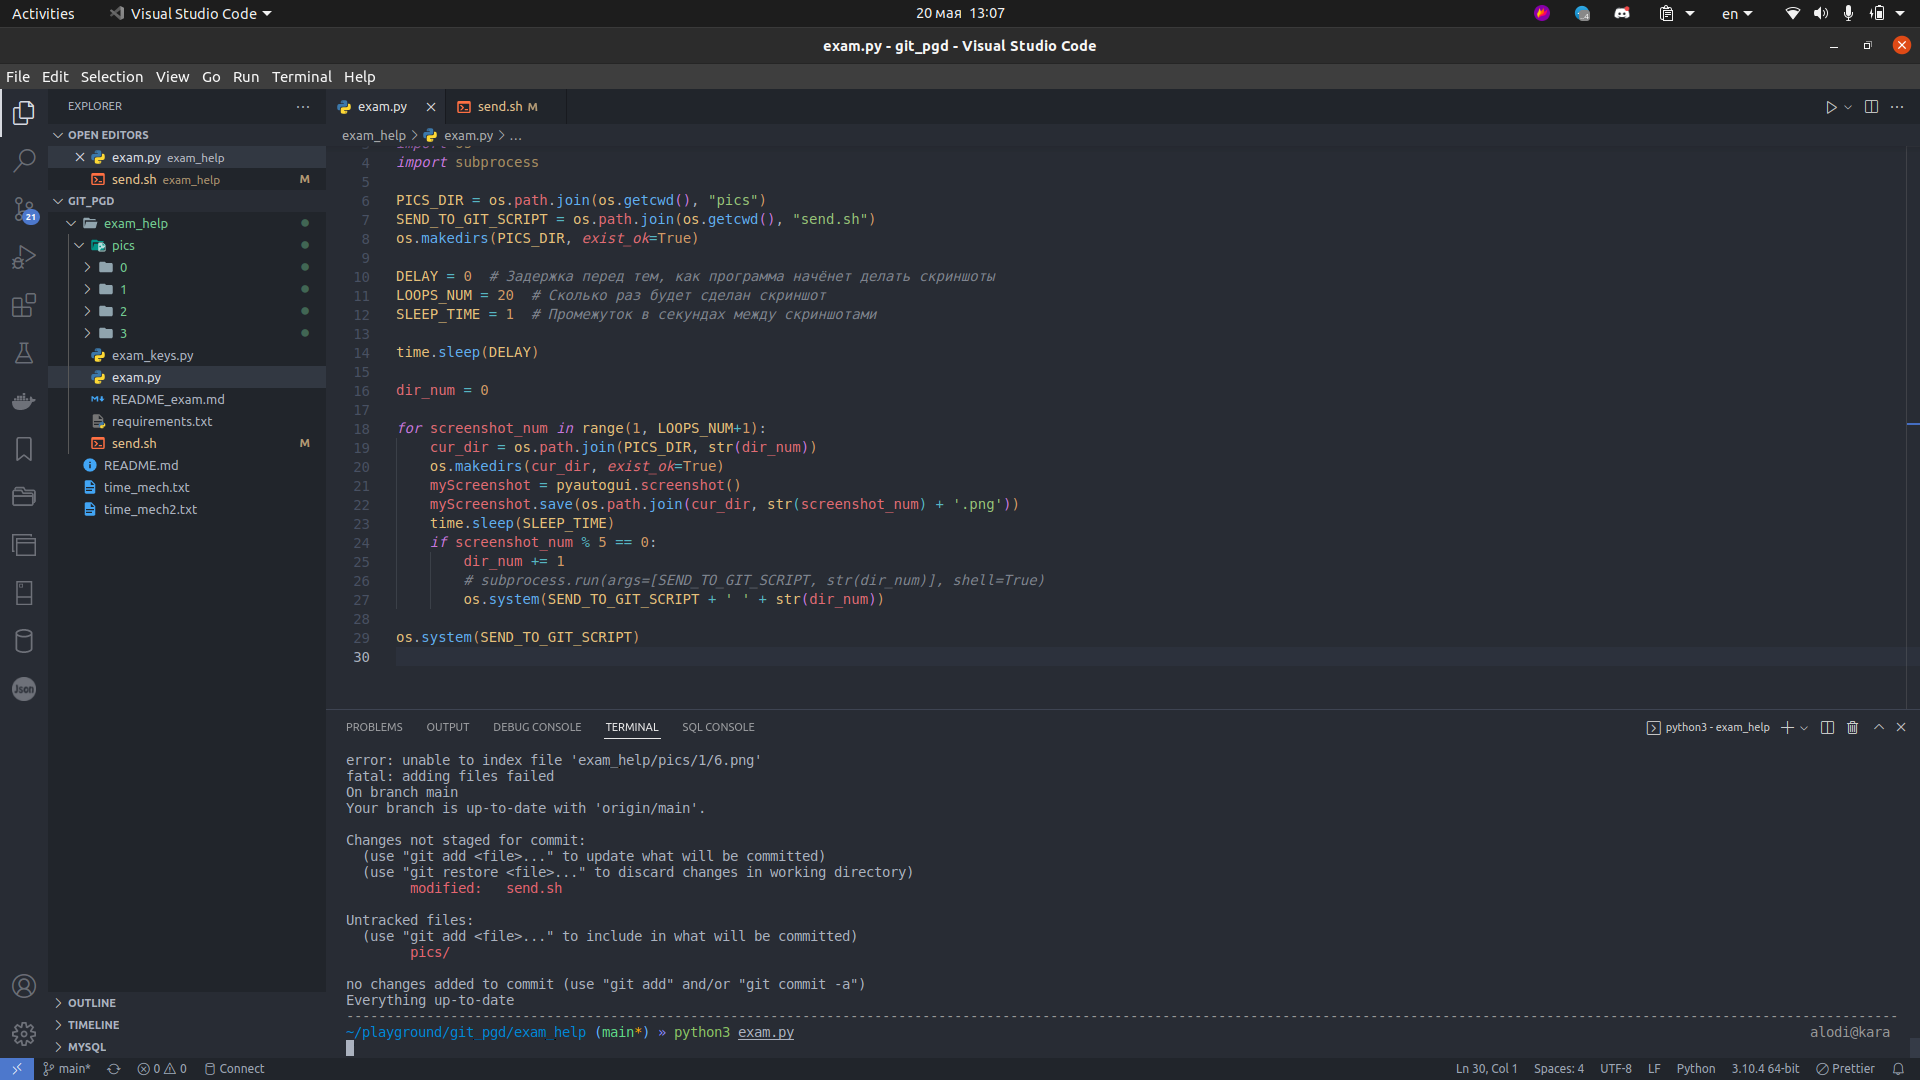 Activities
Visual Studio Code
20 мая 13:07
en
exam.py - git_pgd - Visual Studio Code
File Edit Selection View Go Run Terminal Help
EXPLORER
OPEN EDITORS
exam.py exam_help
send.sh exam_help M
GIT_PGD
exam_help
pics
0
1
2
3
exam_keys.py
exam.py
README_exam.md
requirements.txt
send.sh M
README.md
time_mech.txt
time_mech2.txt
OUTLINE
TIMELINE
MYSQL
21
Json
exam.py
send.sh M
exam_help > exam.py > ...
3 import os
4 import subprocess
5
6 PICS_DIR = os.path.join(os.getcwd(), "pics")
7 SEND_TO_GIT_SCRIPT = os.path.join(os.getcwd(), "send.sh")
8 os.makedirs(PICS_DIR, exist_ok=True)
9
10 DELAY = 0  # Задержка перед тем, как программа начёнет делать скриншоты
11 LOOPS_NUM = 20  # Сколько раз будет сделан скриншот
12 SLEEP_TIME = 1  # Промежуток в секундах между скриншотами
13
14 time.sleep(DELAY)
15
16 dir_num = 0
17
18 for screenshot_num in range(1, LOOPS_NUM+1):
19     cur_dir = os.path.join(PICS_DIR, str(dir_num))
20     os.makedirs(cur_dir, exist_ok=True)
21     myScreenshot = pyautogui.screenshot()
22     myScreenshot.save(os.path.join(cur_dir, str(screenshot_num) + '.png'))
23     time.sleep(SLEEP_TIME)
24     if screenshot_num % 5 == 0:
25         dir_num += 1
26         # subprocess.run(args=[SEND_TO_GIT_SCRIPT, str(dir_num)], shell=True)
27         os.system(SEND_TO_GIT_SCRIPT + ' ' + str(dir_num))
28
29 os.system(SEND_TO_GIT_SCRIPT)
30
PROBLEMS OUTPUT DEBUG CONSOLE TERMINAL SQL CONSOLE
python3 - exam_help
error: unable to index file 'exam_help/pics/1/6.png'
fatal: adding files failed
On branch main
Your branch is up-to-date with 'origin/main'.
Changes not staged for commit:
  (use "git add <file>..." to update what will be committed)
  (use "git restore <file>..." to discard changes in working directory)
        modified:   send.sh
Untracked files:
  (use "git add <file>..." to include in what will be committed)
        pics/
no changes added to commit (use "git add" and/or "git commit -a")
Everything up-to-date
~/playground/git_pgd/exam_help (main*) » python3 exam.py
alodi@kara
main* 0 0 Connect
Ln 30, Col 1 Spaces: 4 UTF-8 LF Python 3.10.4 64-bit Prettier